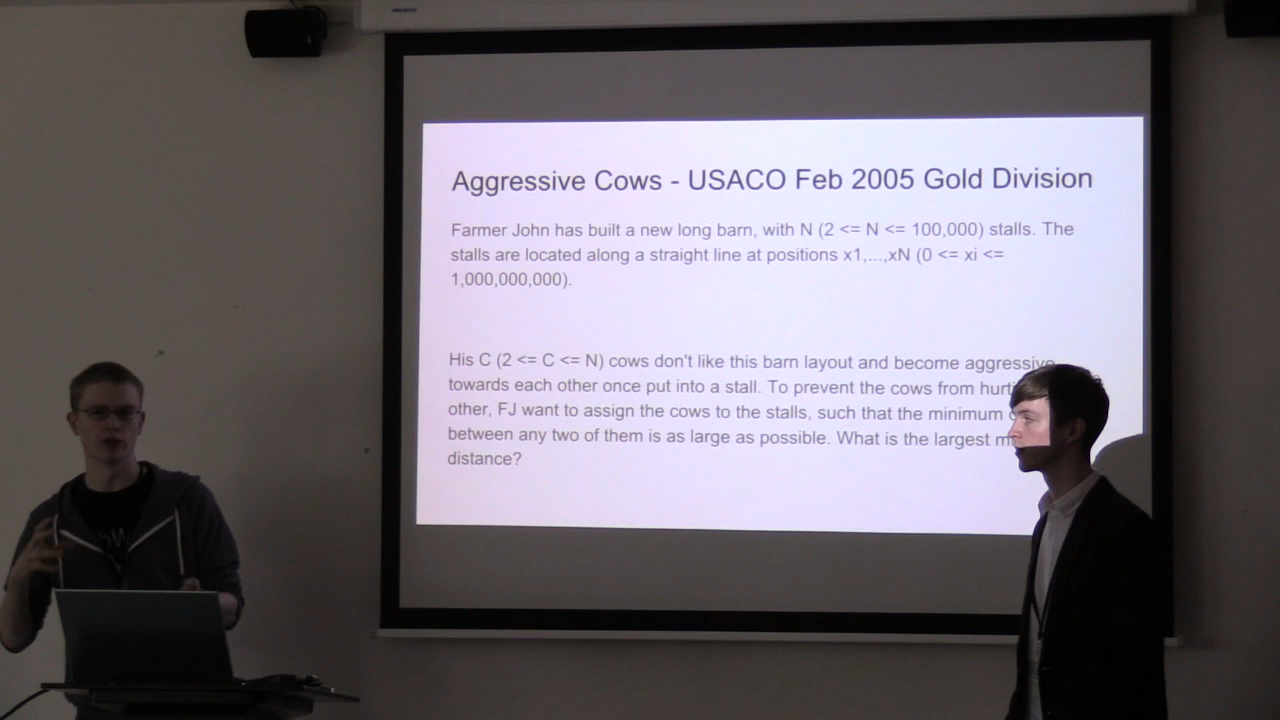 Aggressive Cows - USACO Feb 2005 Gold Division
Farmer John has built a new long barn, with N (2 <= N <= 100,000) stalls. The
stalls are located along a straight line at positions x1,...,xN (0 <= xi <=
1,000,000,000).
His C (2 <= C <= N) cows don't like this barn layout and become aggressive
towards each other once put into a stall. To prevent the cows from
other, FJ want to assign the cows to the stalls, such that the minimum
between any two of them is as large as possible. What is the largest
distance?